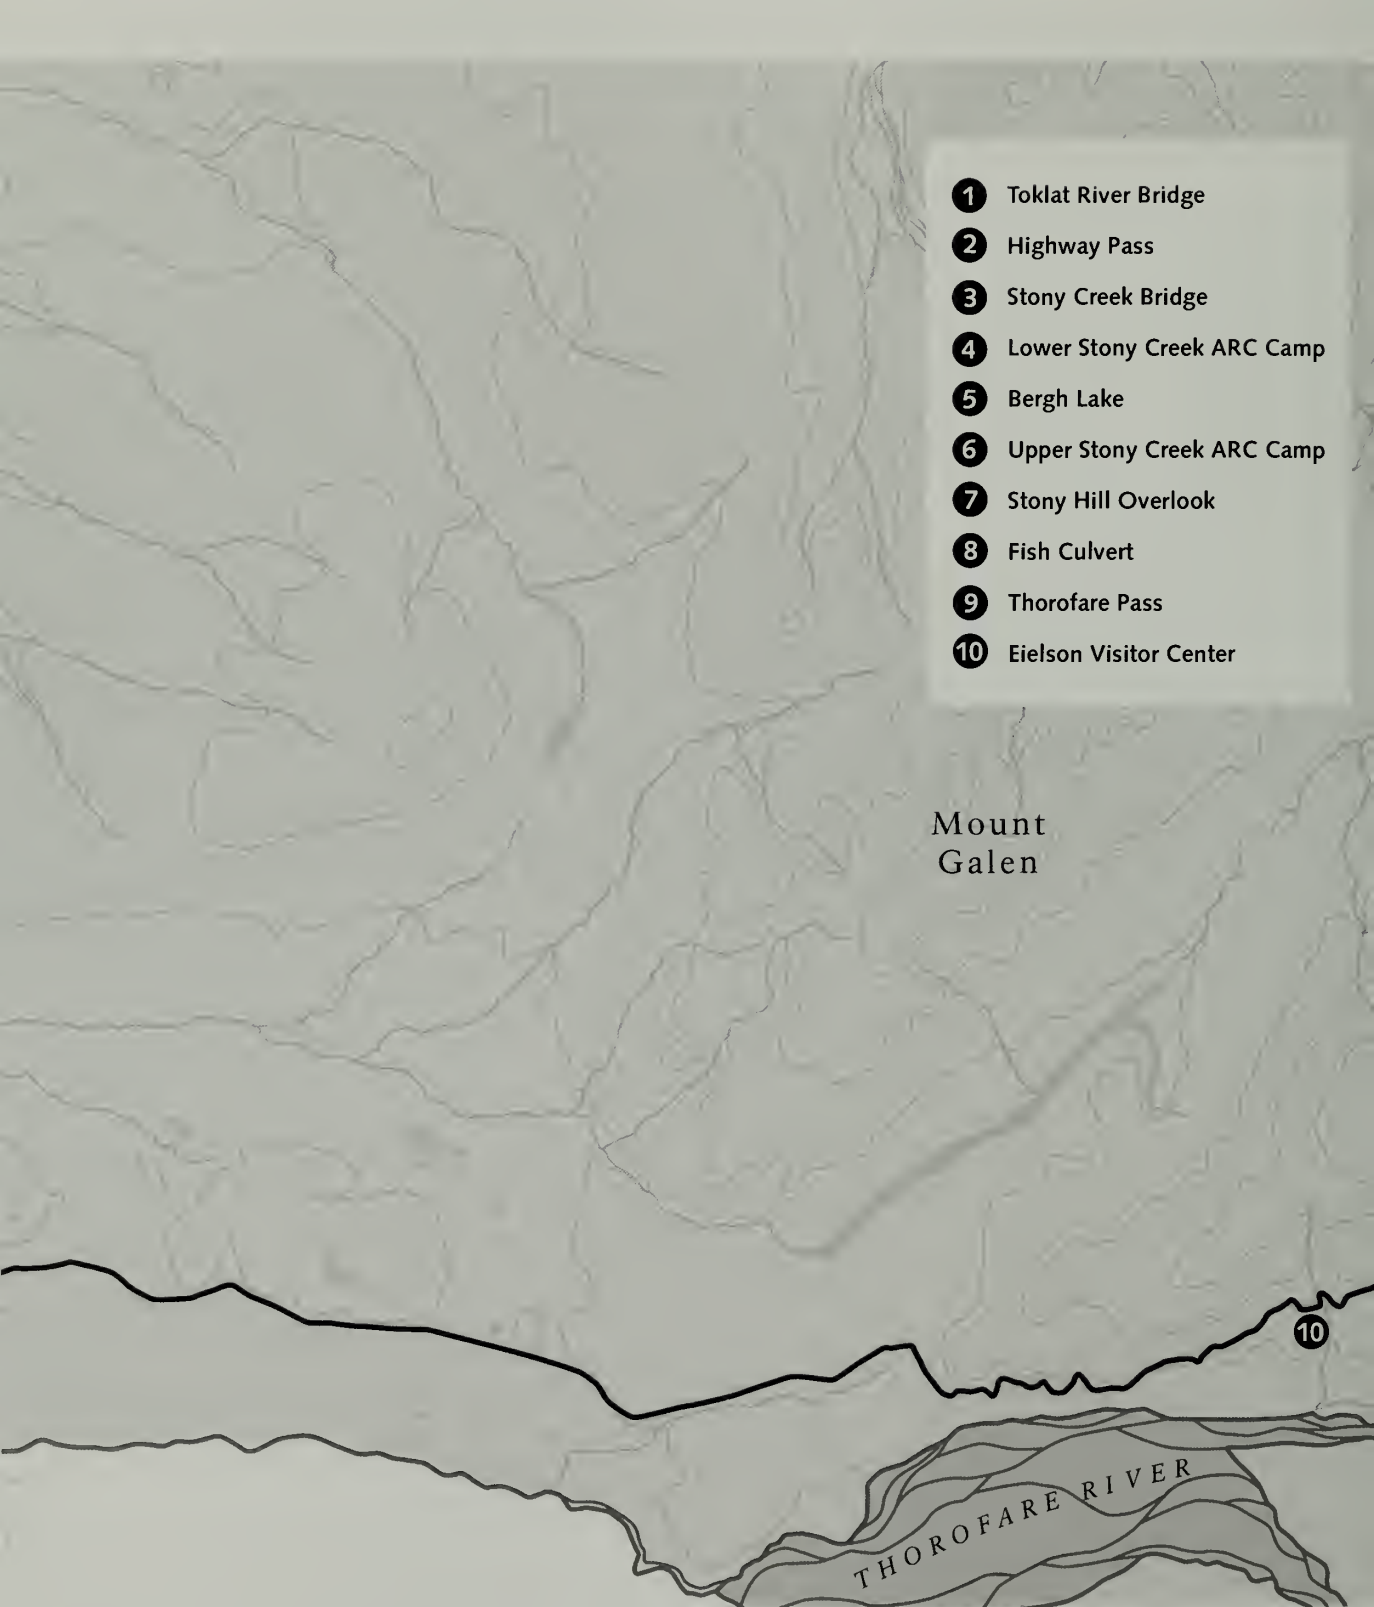 1 Toklat River Bridge
2 Highway Pass
3 Stony Creek Bridge
4 Lower Stony Creek ARC Camp
5 Bergh Lake
6 Upper Stony Creek ARC Camp
7 Stony Hill Overlook
8 Fish Culvert
9 Thorofare Pass
10 Eielson Visitor Center
Mount
Galen
10
THOROFARE RIVER